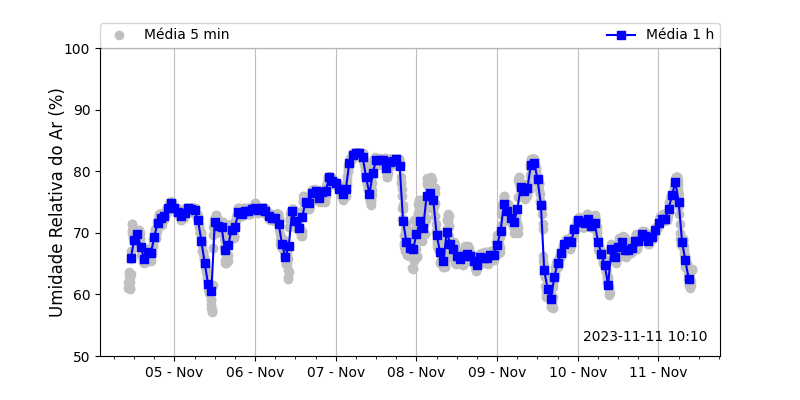 Média 5 min
Média 1 h
Umidade Relativa do Ar (%)
100
90
80
70
60
50
2023-11-11 10:10
05 - Nov
06 - Nov
07 - Nov
08 - Nov
09 - Nov
10 - Nov
11 - Nov